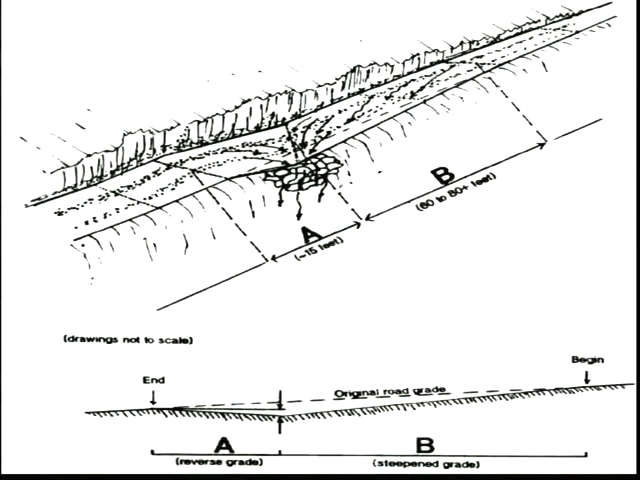 B
(60 to 80+ feet)
A
(~15 feet)
(drawings not to scale)
Begin
End
Original road grade
A
B
(reverse grade)
(steepened grade)